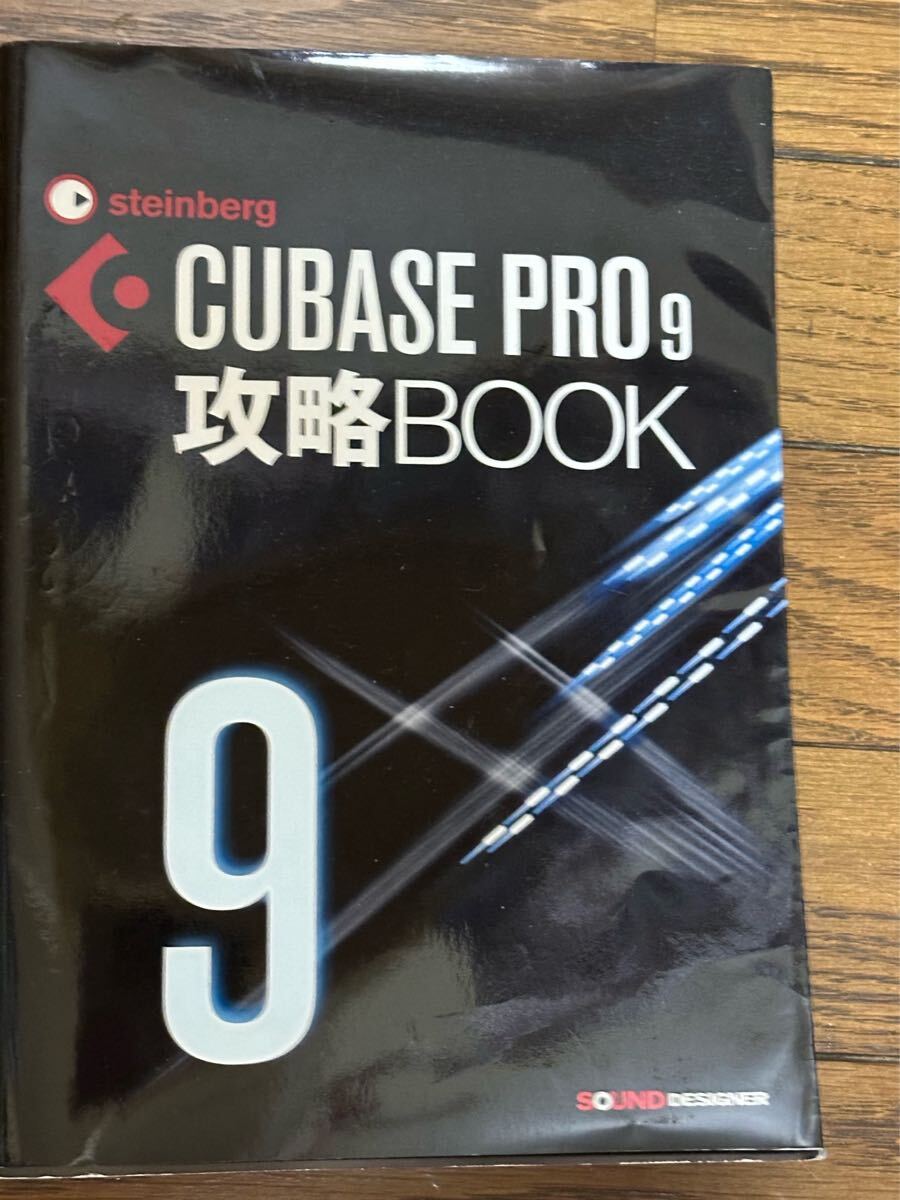 steinberg
CUBASE PRO 9
攻略BOOK
9
SOUND DESIGNER